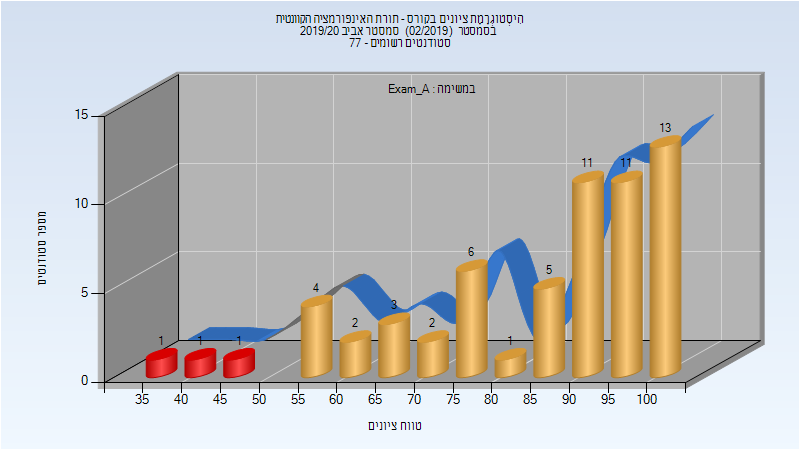 היסטוגרמת ציונים בקורס - תורת האינפורמציה הקוונטית
בסמסטר (02/2019) סמסטר אביב 2019/20
סטודנטים רשומים - 77
במשימה : Exam_A
מספר סטודנטים
15
10
5
0
1 1 1 4 2 3 2 6 1 5 11 11 13
35 40 45 50 55 60 65 70 75 80 85 90 95 100
טווח ציונים